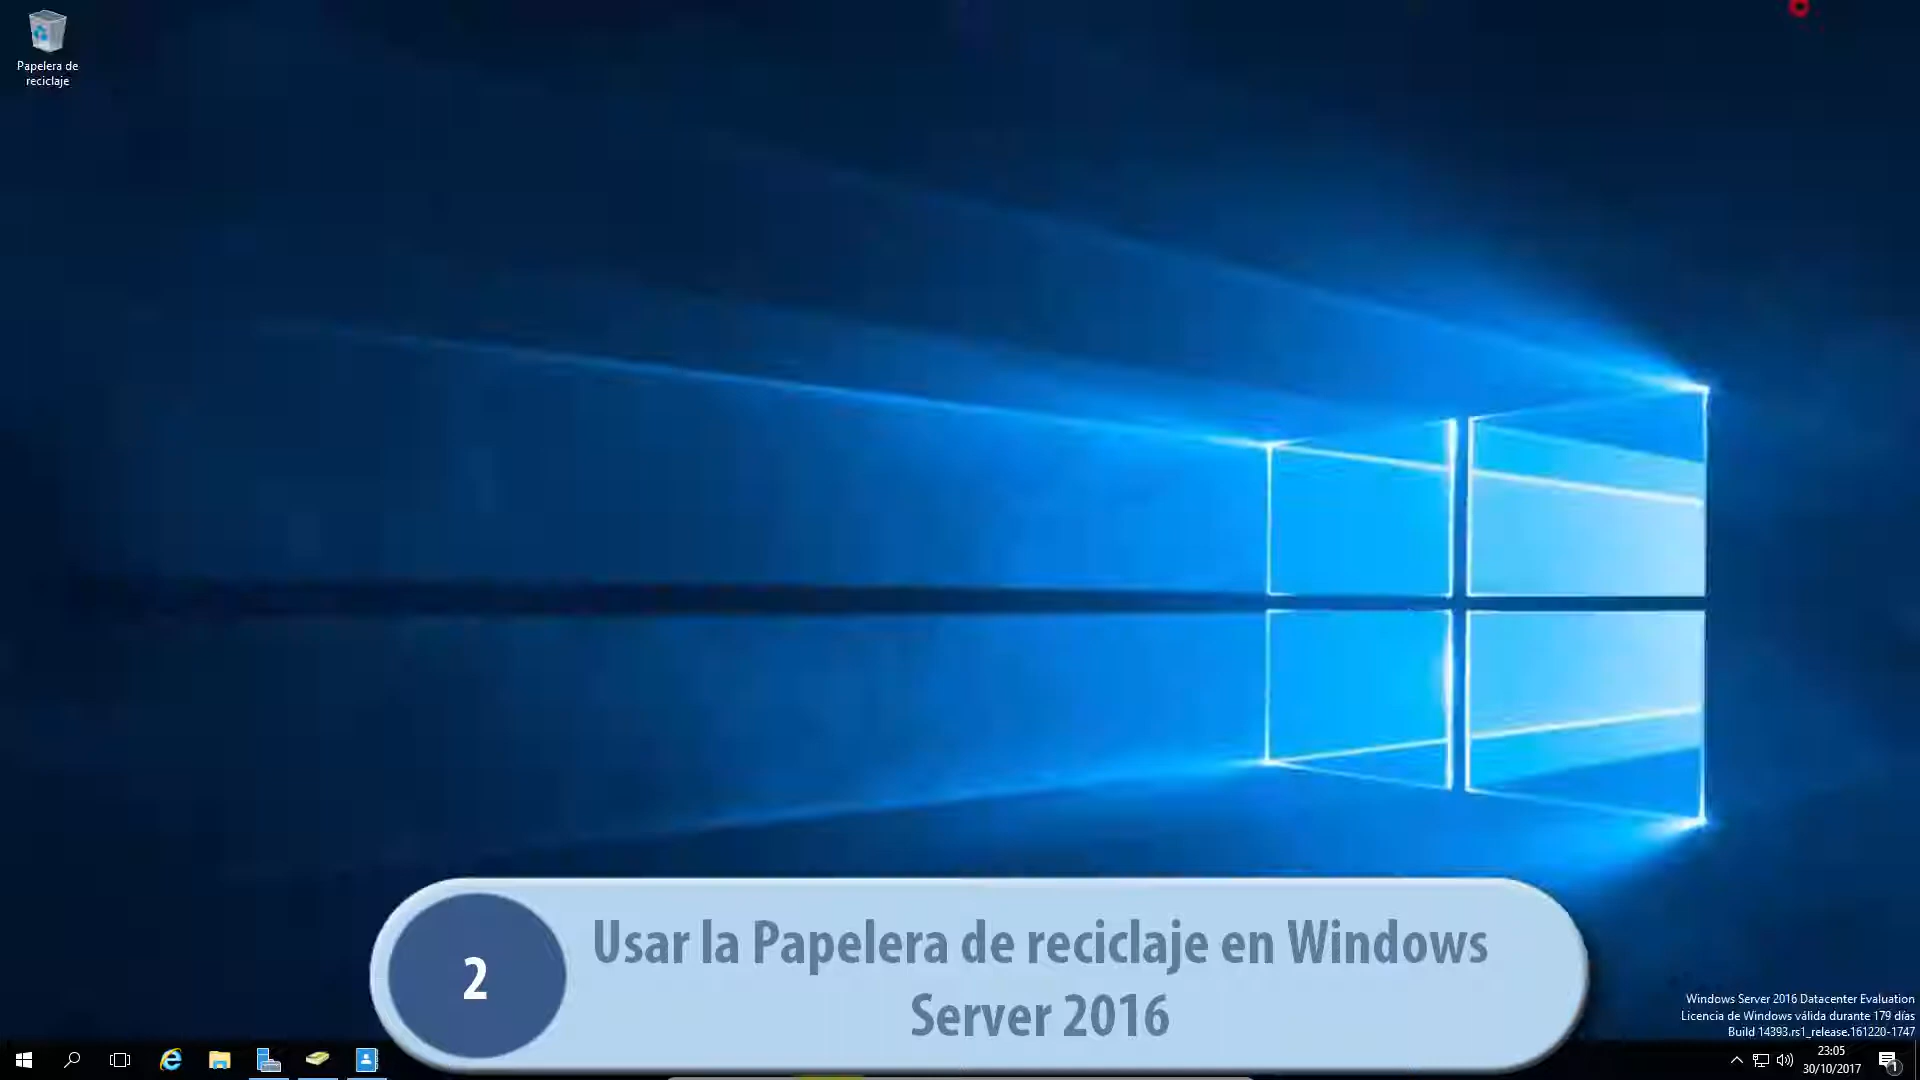 Papelera de
reciclaje
2
Usar la Papelera de reciclaje en Windows
Server 2016
Windows Server 2016 Datacenter Evaluation
Licencia de Windows válida durante 179 días
Build 14393.rs1_release.161220-1747
23:05
30/10/2017
1